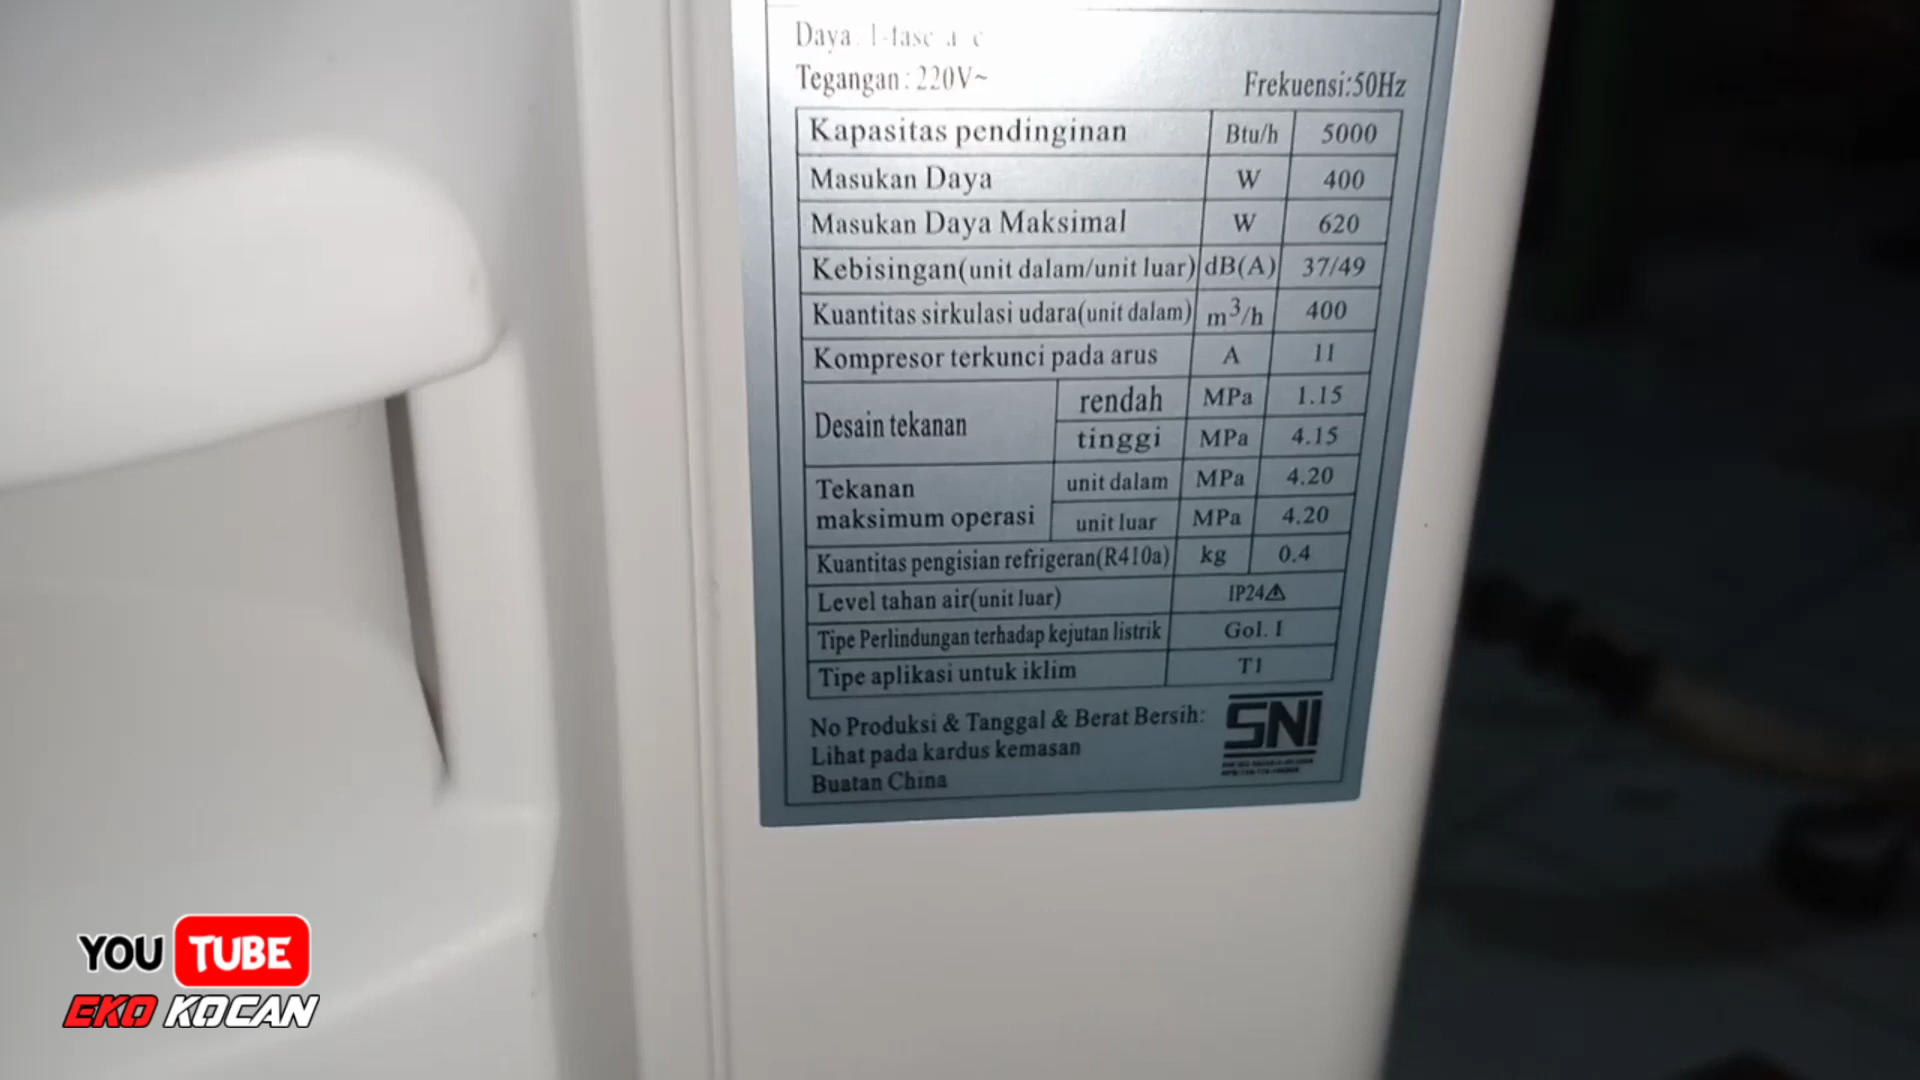 Daya
Tegangan : 220V~ Frekuensi:50Hz
Kapasitas pendinginan Btu/h 5000
Masukan Daya W 400
Masukan Daya Maksimal W 620
Kebisingan(unit dalam/unit luar) dB(A) 37/49
Kuantitas sirkulasi udara(unit dalam) m³/h 400
Kompresor terkunci pada arus A 11
Desain tekanan rendah MPa 1.15
tinggi MPa 4.15
Tekanan maksimum operasi unit dalam MPa 4.20
unit luar MPa 4.20
Kuantitas pengisian refrigeran(R410a) kg 0.4
Level tahan air(unit luar) IP24⚠
Tipe Perlindungan terhadap kejutan listrik Gol. I
Tipe aplikasi untuk iklim T1
No Produksi & Tanggal & Berat Bersih:
Lihat pada kardus kemasan
Buatan China
SNI
YOU TUBE
EKO KOCAN